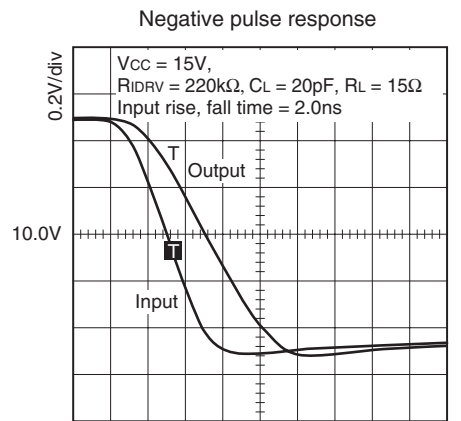 Negative pulse response
0.2V/div
VCC = 15V,
RIDRV = 220kΩ, CL = 20pF, RL = 15Ω
Input rise, fall time = 2.0ns
T
Output
10.0V
T
Input